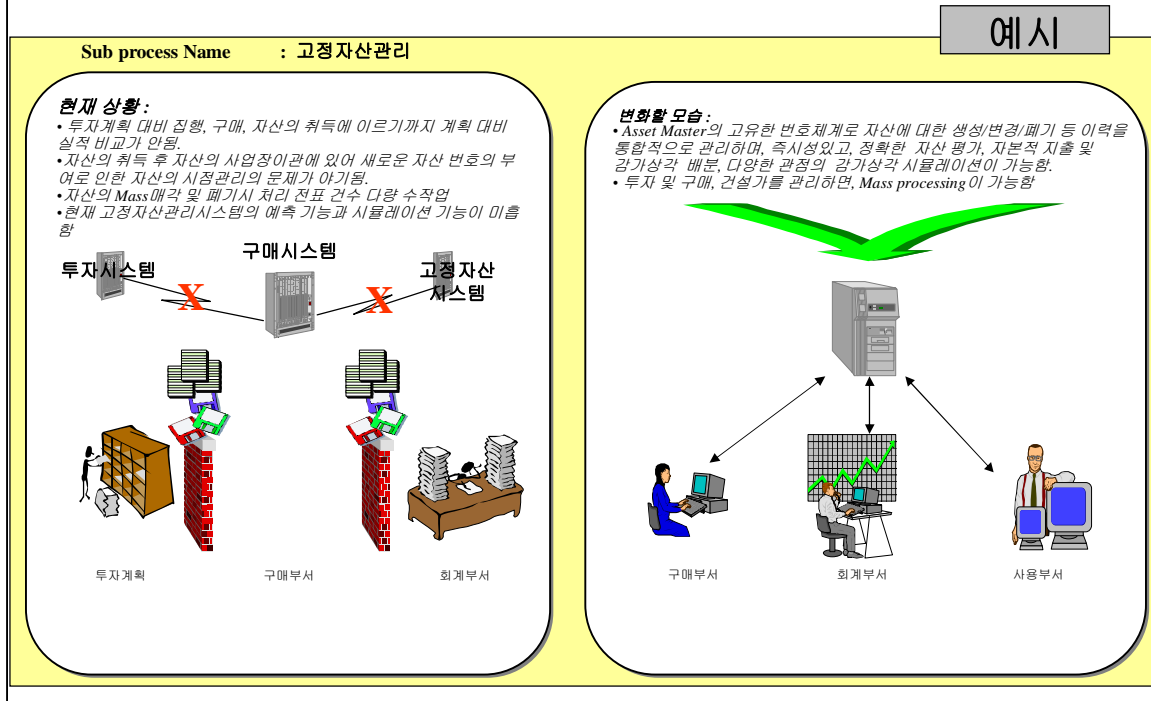 예시
Sub process Name : 고정자산관리
현재 상황 :
• 투자계획 대비 집행, 구매, 자산의 취득에 이르기까지 계획 대비
실적 비교가 안됨.
•자산의 취득 후 자산의 사업장이관에 있어 새로운 자산 번호의 부
여로 인한 자산의 시점관리의 문제가 야기됨.
•자산의 Mass매각 및 폐기시 처리 전표 건수 다량 수작업
•현재 고정자산관리시스템의 예측 기능과 시뮬레이션 기능이 미흡
함
투자시스템
구매시스템
고정자산
시스템
X
X
투자계획
구매부서
회계부서
변화할 모습 :
• Asset Master의 고유한 번호체계로 자산에 대한 생성/변경/폐기 등 이력을
통합적으로 관리하며, 즉시성있고, 정확한 자산 평가, 자본적 지출 및
감가상각 배분, 다양한 관점의 감가상각 시뮬레이션이 가능함.
• 투자 및 구매, 건설가를 관리하면, Mass processing이 가능함
구매부서
회계부서
사용부서